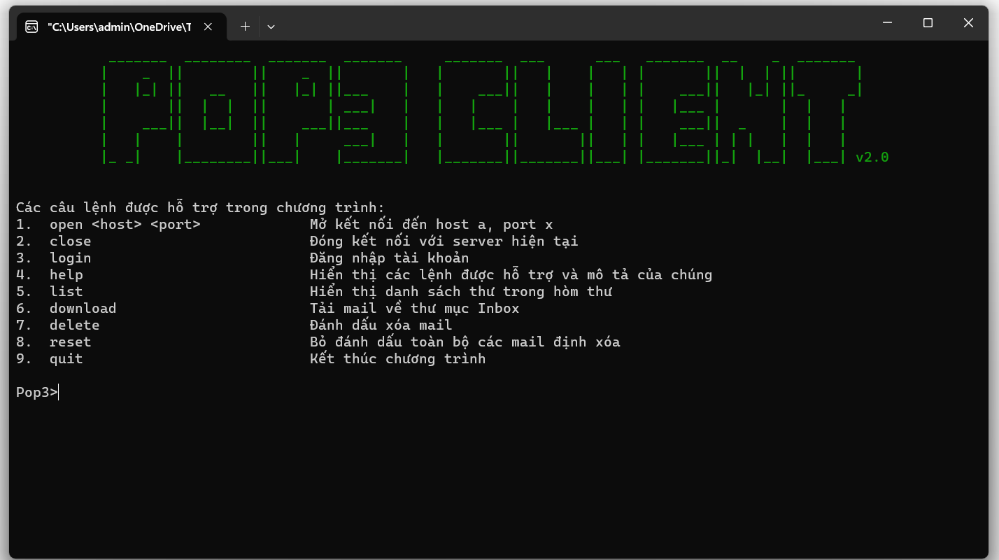 "C:\Users\admin\OneDrive\T
POP3 CLIENT v2.0
Các câu lệnh được hỗ trợ trong chương trình:
1. open <host> <port> Mở kết nối đến host a, port x
2. close Đóng kết nối với server hiện tại
3. login Đăng nhập tài khoản
4. help Hiển thị các lệnh được hỗ trợ và mô tả của chúng
5. list Hiển thị danh sách thư trong hòm thư
6. download Tải mail về thư mục Inbox
7. delete Đánh dấu xóa mail
8. reset Bỏ đánh dấu toàn bộ các mail định xóa
9. quit Kết thúc chương trình
Pop3>